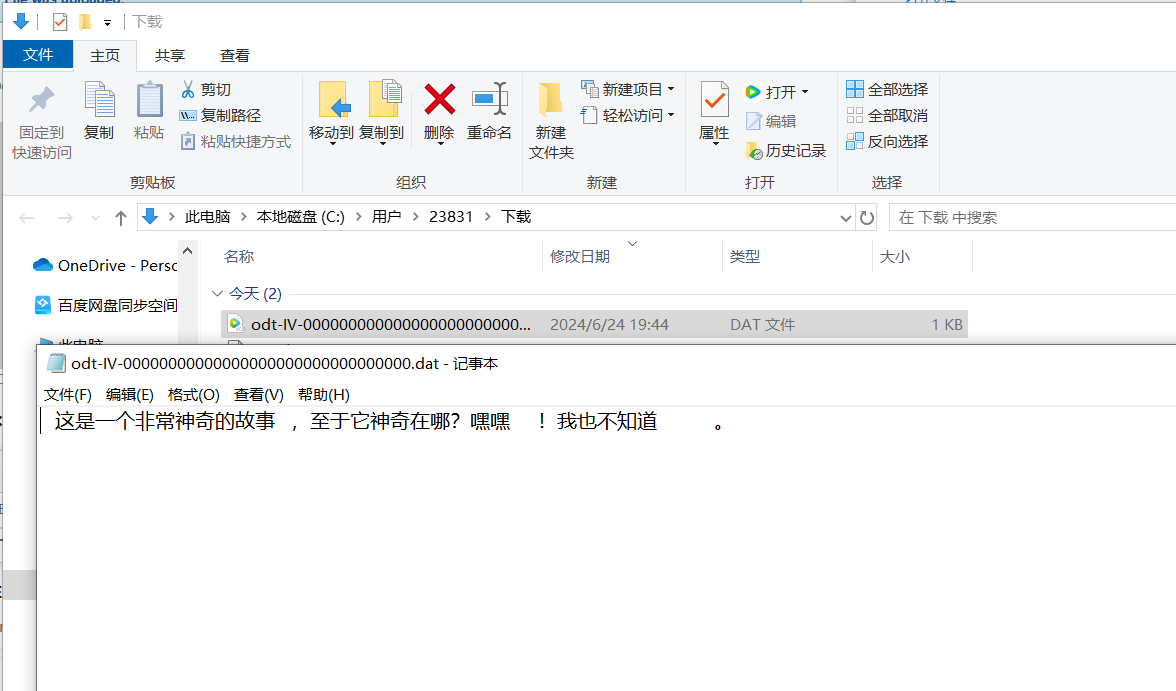 File was uploaded.
下载
文件 主页 共享 查看
固定到快速访问
复制
粘贴
剪切
复制路径
粘贴快捷方式
剪贴板
移动到
复制到
删除
重命名
组织
新建文件夹
新建项目
轻松访问
新建
属性
打开
编辑
历史记录
打开
全部选择
全部取消
反向选择
选择
此电脑 > 本地磁盘 (C:) > 用户 > 23831 > 下载
在 下载 中搜索
OneDrive - Persc
百度网盘同步空间
此电脑
名称 修改日期 类型 大小
今天 (2)
odt-IV-000000000000000000000000... 2024/6/24 19:44 DAT 文件 1 KB
odt-IV-00000000000000000000000000000000.dat - 记事本
文件(F) 编辑(E) 格式(O) 查看(V) 帮助(H)
这是一个非常神奇的故事 ，至于它神奇在哪？嘿嘿 ！我也不知道 。